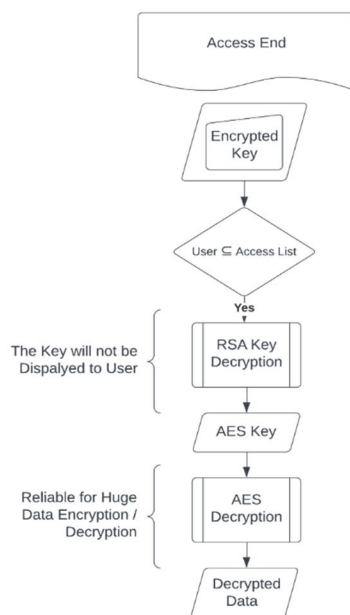 Access End
Encrypted
Key
User ⊆ Access List
Yes
The Key will not be
Dispalyed to User
RSA Key
Decryption
AES Key
Reliable for Huge
Data Encryption /
Decryption
AES
Decryption
Decrypted
Data